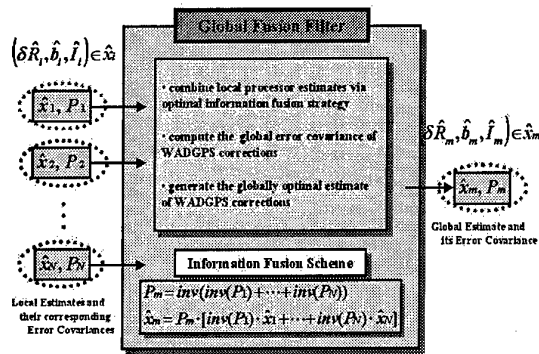 Global Fusion Filter
(δR̂ᵢ, b̂ᵢ, Îᵢ) ∈ x̂ᵢ
x̂₁, P₁
x̂₂, P₂
⋮
x̂N, PN
Local Estimates and
their corresponding
Error Covariances
· combine local processor estimates via
optimal information fusion strategy
· compute the global error covariance of
WADGPS corrections
· generate the globally optimal estimate
of WADGPS corrections
Information Fusion Scheme
Pm = inv(inv(P₁) + ··· + inv(PN))
x̂m = Pm · [inv(P₁) · x̂₁ + ··· + inv(PN) · x̂N]
(δR̂m, b̂m, Îm) ∈ x̂m
x̂m, Pm
Global Estimate and
its Error Covariance